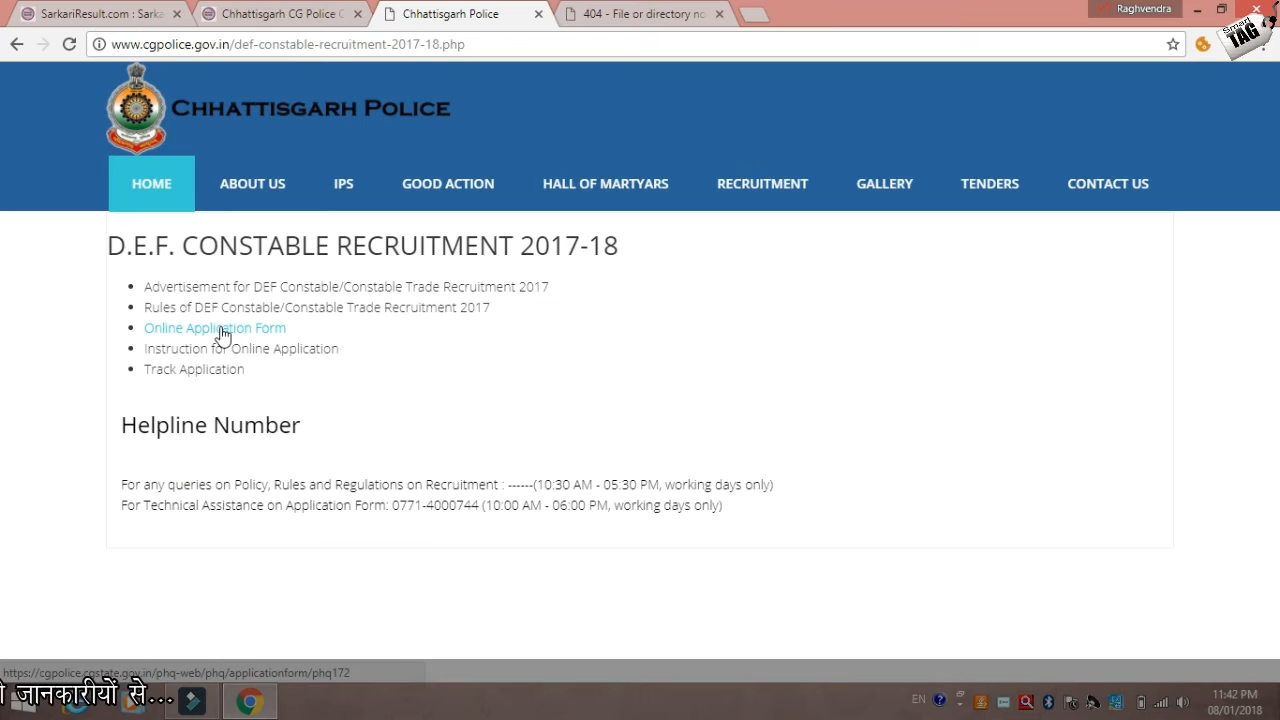 SarkariResult.com : Sarka
Chhattisgarh CG Police C
Chhattisgarh Police
404 - File or directory no
Raghvendra
www.cgpolice.gov.in/def-constable-recruitment-2017-18.php
Smart
TAG
CHHATTISGARH POLICE
HOME ABOUT US IPS GOOD ACTION HALL OF MARTYRS RECRUITMENT GALLERY TENDERS CONTACT US
D.E.F. CONSTABLE RECRUITMENT 2017-18
Advertisement for DEF Constable/Constable Trade Recruitment 2017
Rules of DEF Constable/Constable Trade Recruitment 2017
Online Application Form
Instruction for Online Application
Track Application
Helpline Number
For any queries on Policy, Rules and Regulations on Recruitment : ------(10:30 AM - 05:30 PM, working days only)
For Technical Assistance on Application Form: 0771-4000744 (10:00 AM - 06:00 PM, working days only)
https://cgpolice.cgstate.gov.in/phq-web/phq/applicationform/phq172
जानकारीयों से...
EN
11:42 PM
08/01/2018